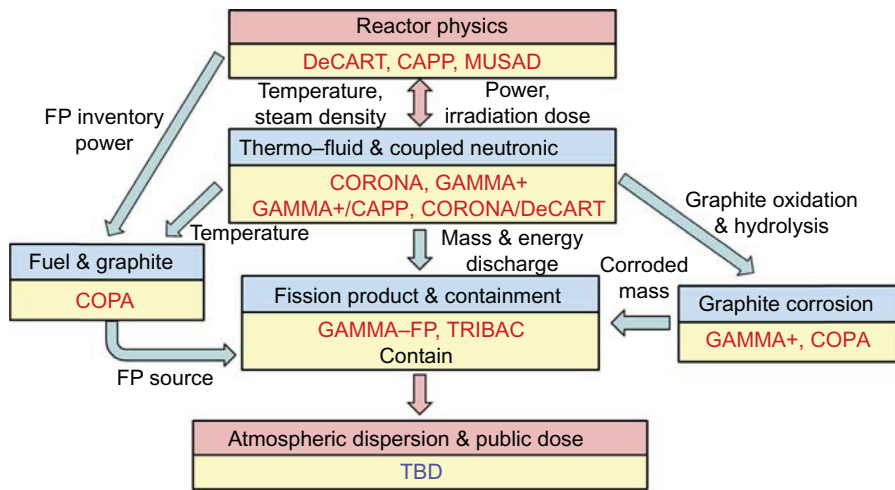 Reactor physics
DeCART, CAPP, MUSAD
FP inventory
power
Temperature,
steam density
Power,
irradiation dose
Thermo–fluid & coupled neutronic
CORONA, GAMMA+
GAMMA+/CAPP, CORONA/DeCART
Graphite oxidation
& hydrolysis
Temperature
Mass & energy
discharge
Fuel & graphite
COPA
Corroded
mass
Fission product & containment
GAMMA–FP, TRIBAC
Contain
Graphite corrosion
GAMMA+, COPA
FP source
Atmospheric dispersion & public dose
TBD